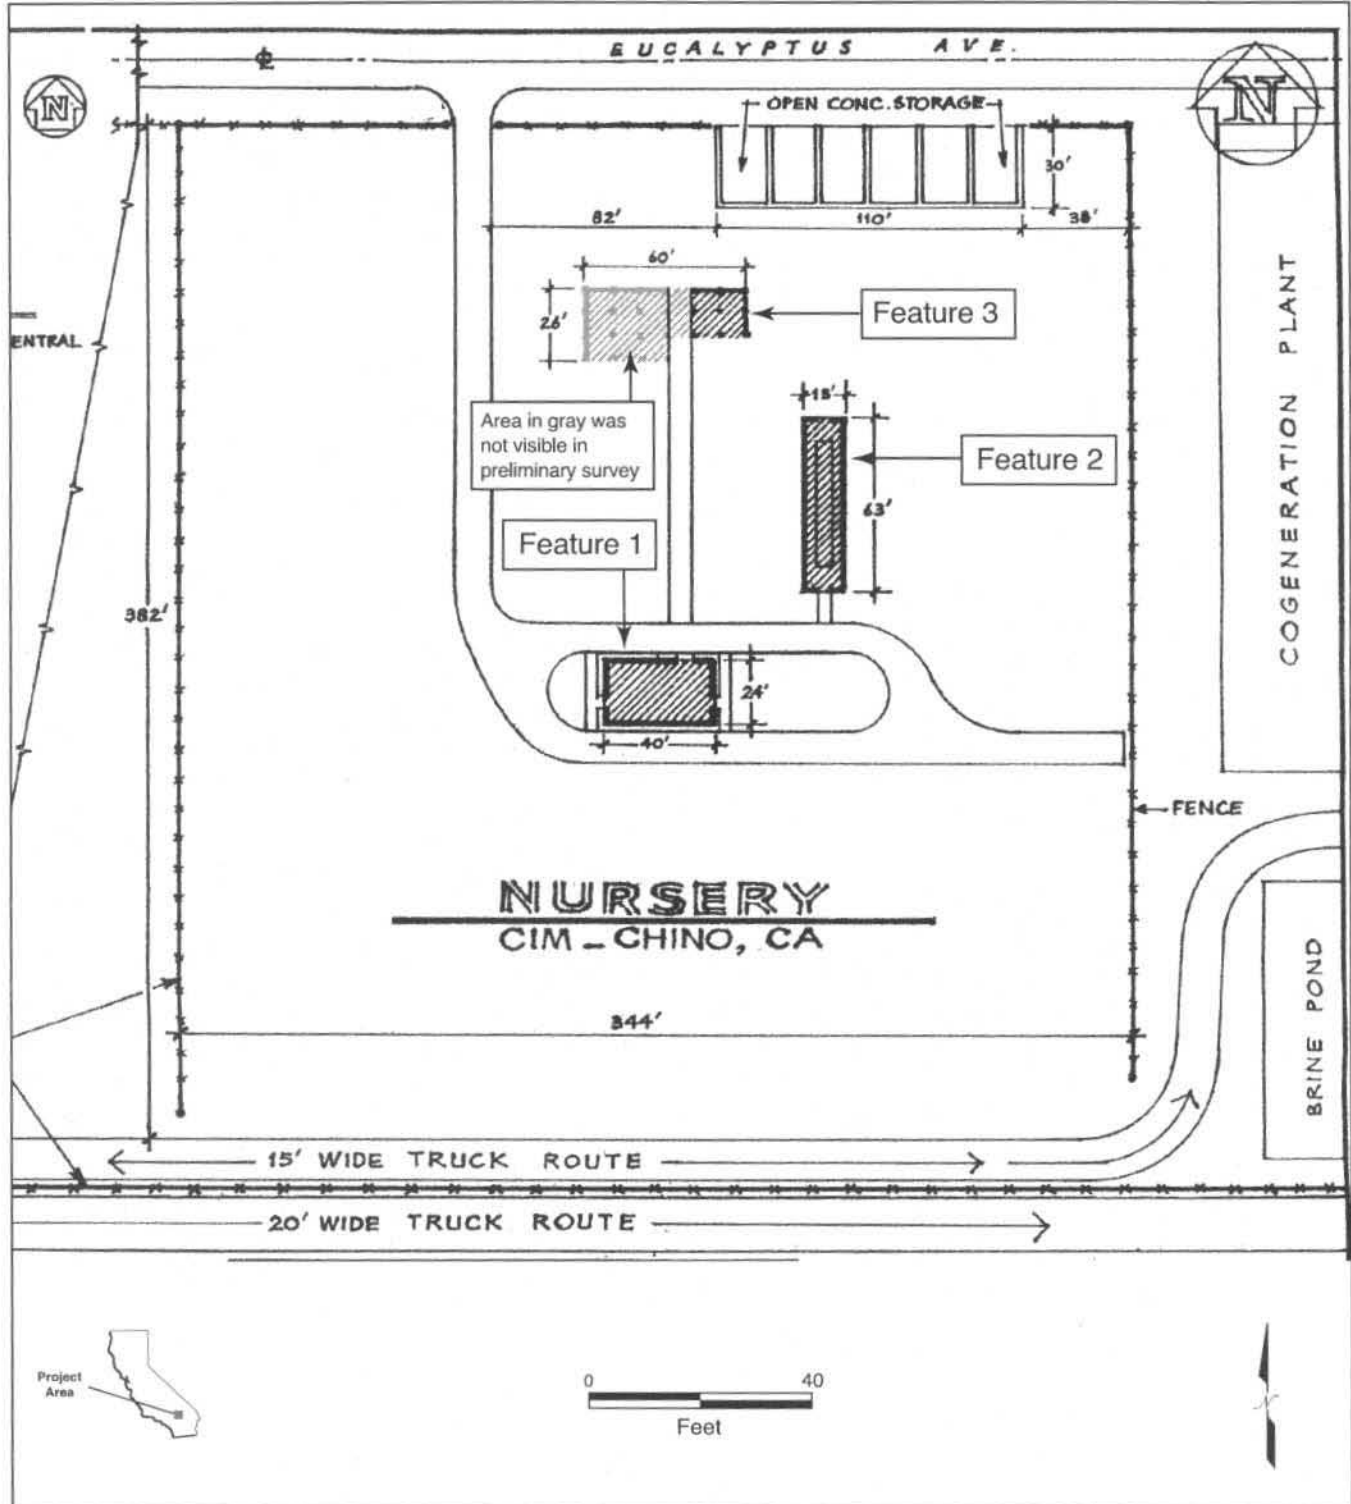 EUCALYPTUS AVE.
N
N
OPEN CONC. STORAGE
30'
82'
110'
38'
60'
26'
Feature 3
ENTRAL
15'
Area in gray was
not visible in
preliminary survey
Feature 2
63'
Feature 1
COGENERATION PLANT
382'
24'
40'
FENCE
NURSERY
CIM - CHINO, CA
344'
BRINE POND
15' WIDE TRUCK ROUTE
20' WIDE TRUCK ROUTE
Project
Area
0
40
Feet
N